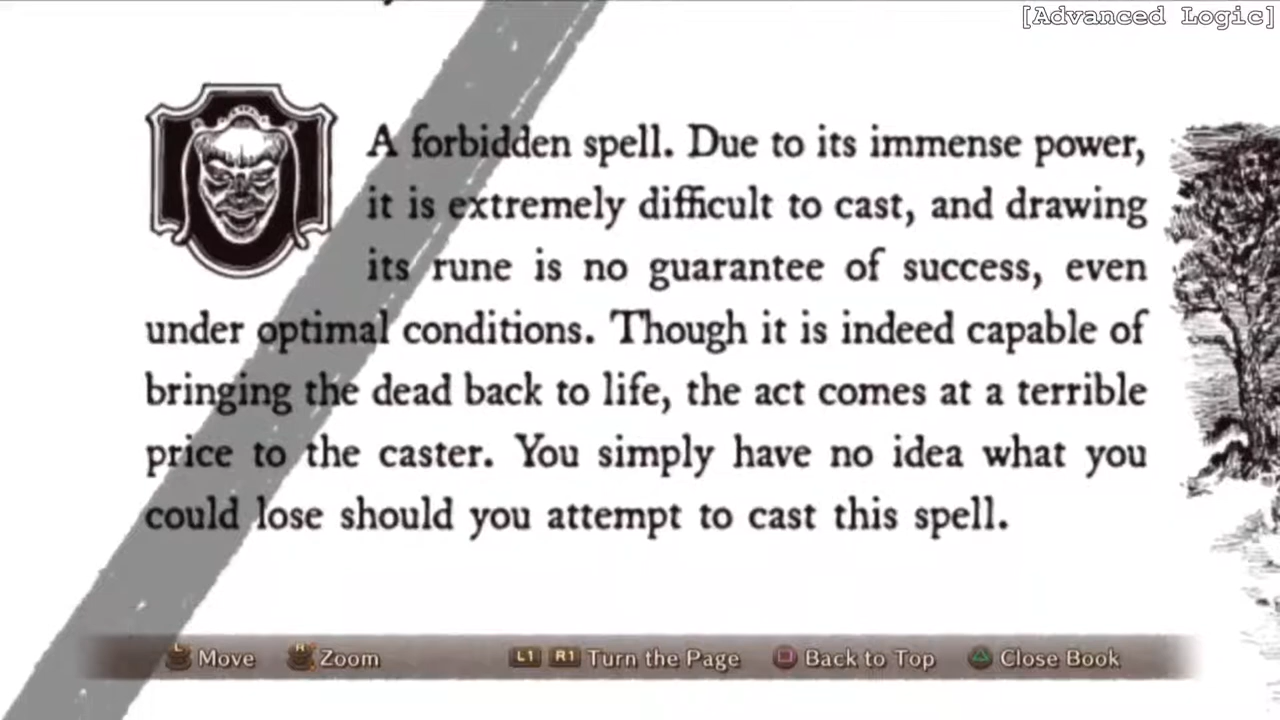 [Advanced Logic]
A forbidden spell. Due to its immense power,
it is extremely difficult to cast, and drawing
its rune is no guarantee of success, even
under optimal conditions. Though it is indeed capable of
bringing the dead back to life, the act comes at a terrible
price to the caster. You simply have no idea what you
could lose should you attempt to cast this spell.
L Move R Zoom L1 R1 Turn the Page Back to Top Close Book